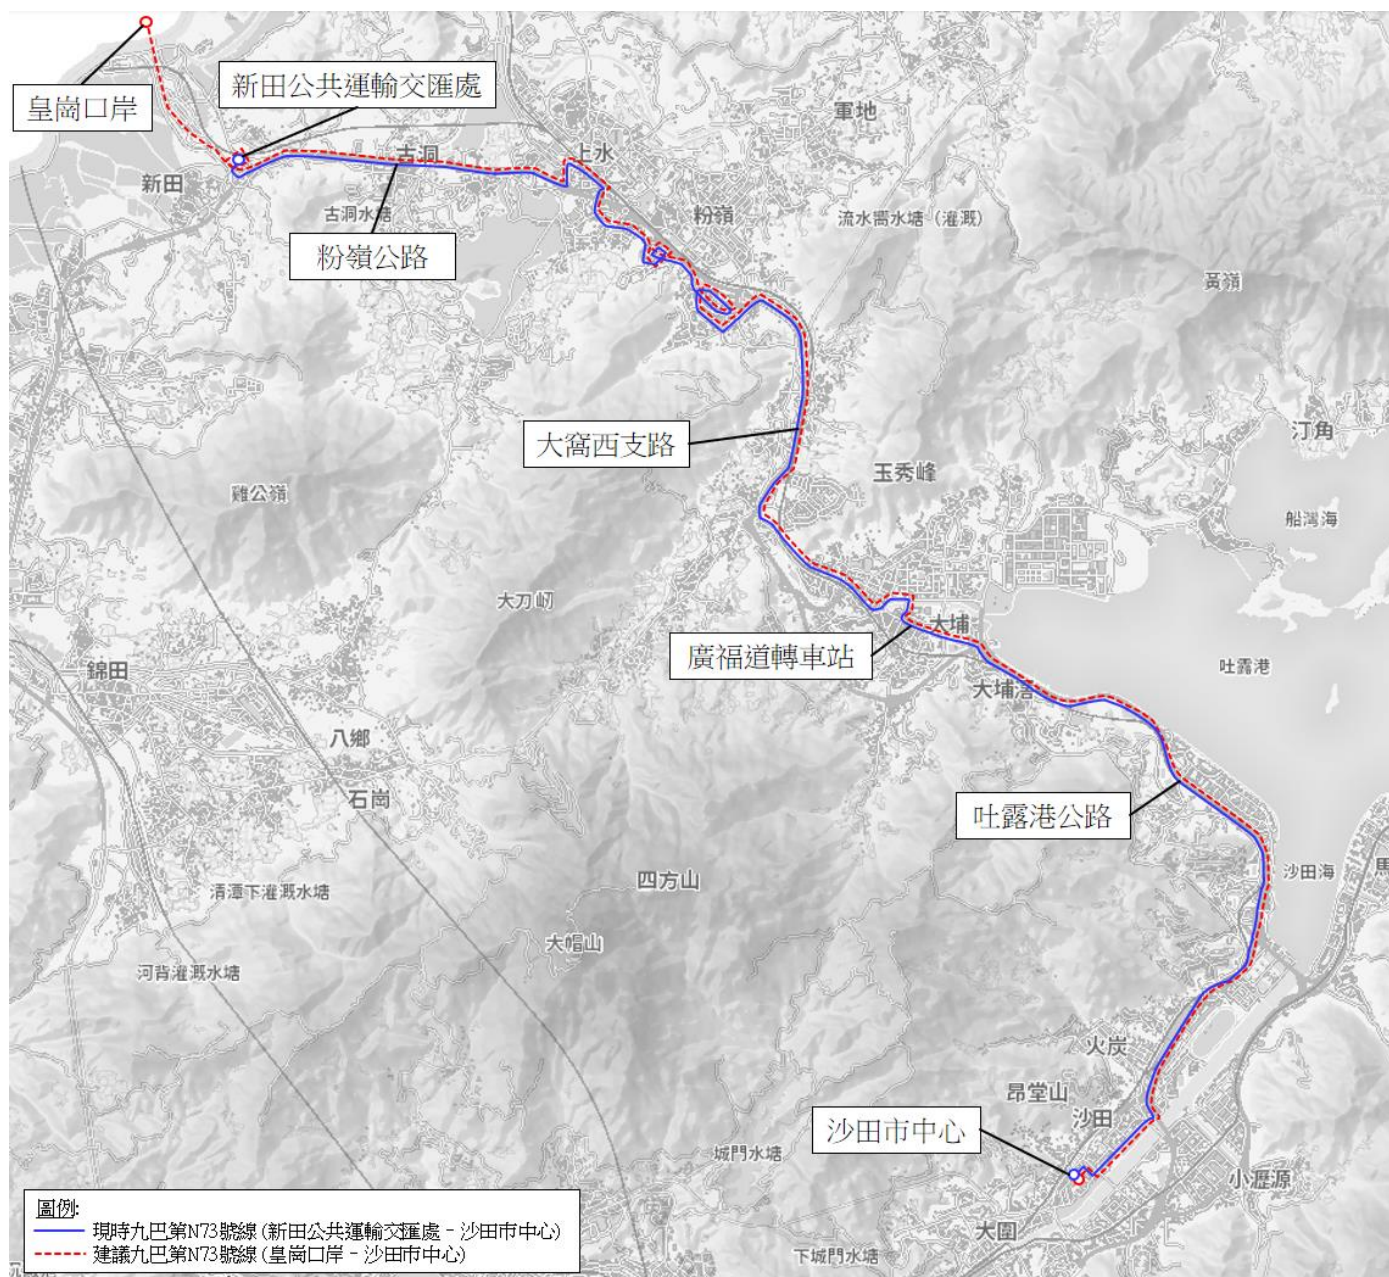 新田公共運輸交匯處
皇崗口岸
軍地
上水
古洞
新田
古洞水塘
粉嶺
粉嶺公路
黃嶺
汀角
大窩西支路
玉秀峰
雞公嶺
船灣海
大刀屻
大埔
廣福道轉車站
吐露港
錦田
大埔滘
八鄉
石崗
吐露港公路
四方山
沙田海
馬
清潭下灌溉水塘
大帽山
河背灌溉水塘
火炭
昂堂山
沙田
沙田市中心
城門水塘
小瀝源
大圍
下城門水塘
圖例:
現時九巴第N73號線 (新田公共運輸交匯處 - 沙田市中心)
建議九巴第N73號線 (皇崗口岸 - 沙田市中心)